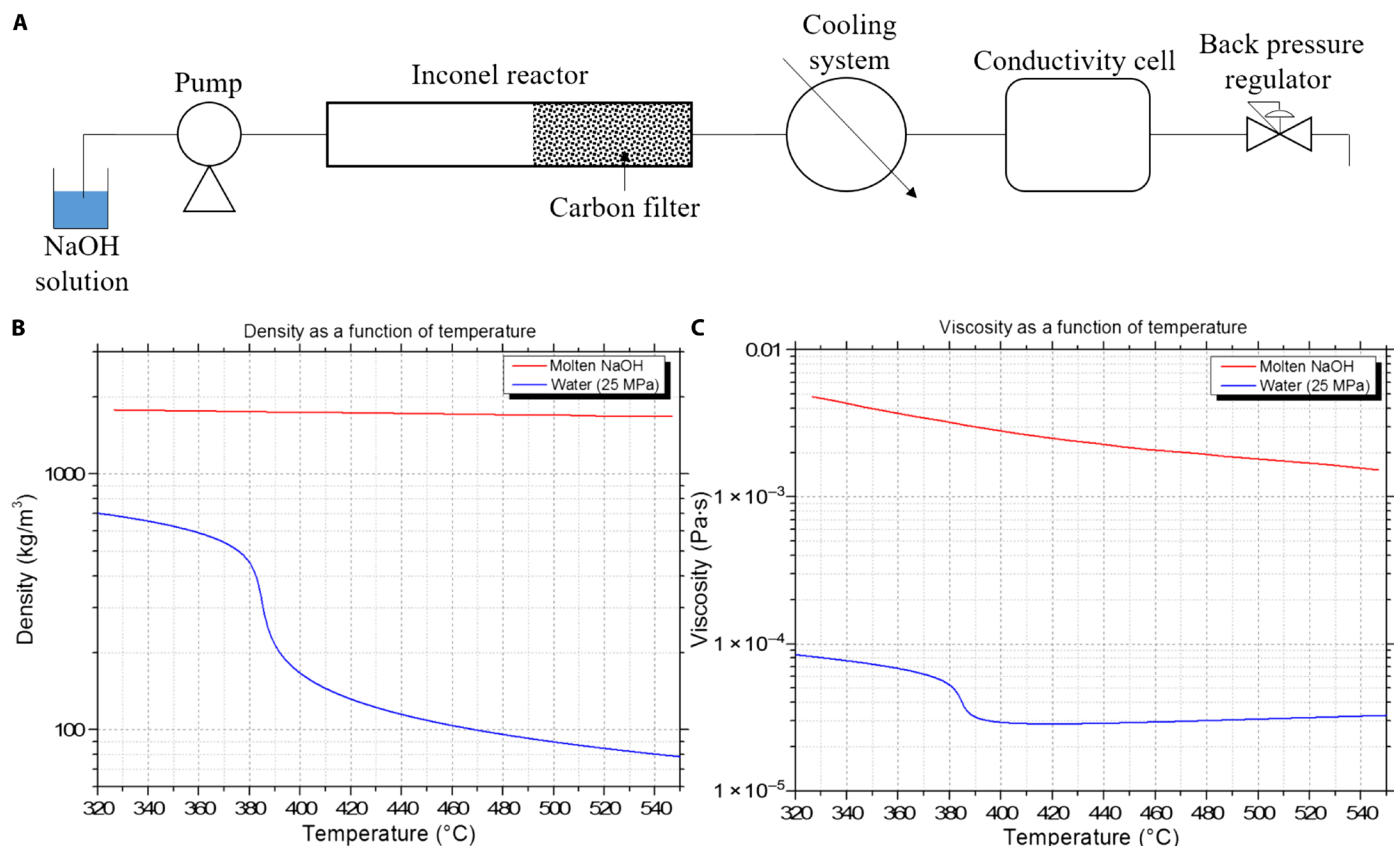 A
Pump
Inconel reactor
Cooling
system
Conductivity cell
Back pressure
regulator
Carbon filter
NaOH
solution
B
Density as a function of temperature
Molten NaOH
Water (25 MPa)
1000
100
Density (kg/m³)
320 340 360 380 400 420 440 460 480 500 520 540
Temperature (°C)
C
Viscosity as a function of temperature
Molten NaOH
Water (25 MPa)
0.01
1 × 10⁻³
1 × 10⁻⁴
1 × 10⁻⁵
Viscosity (Pa·s)
320 340 360 380 400 420 440 460 480 500 520 540
Temperature (°C)